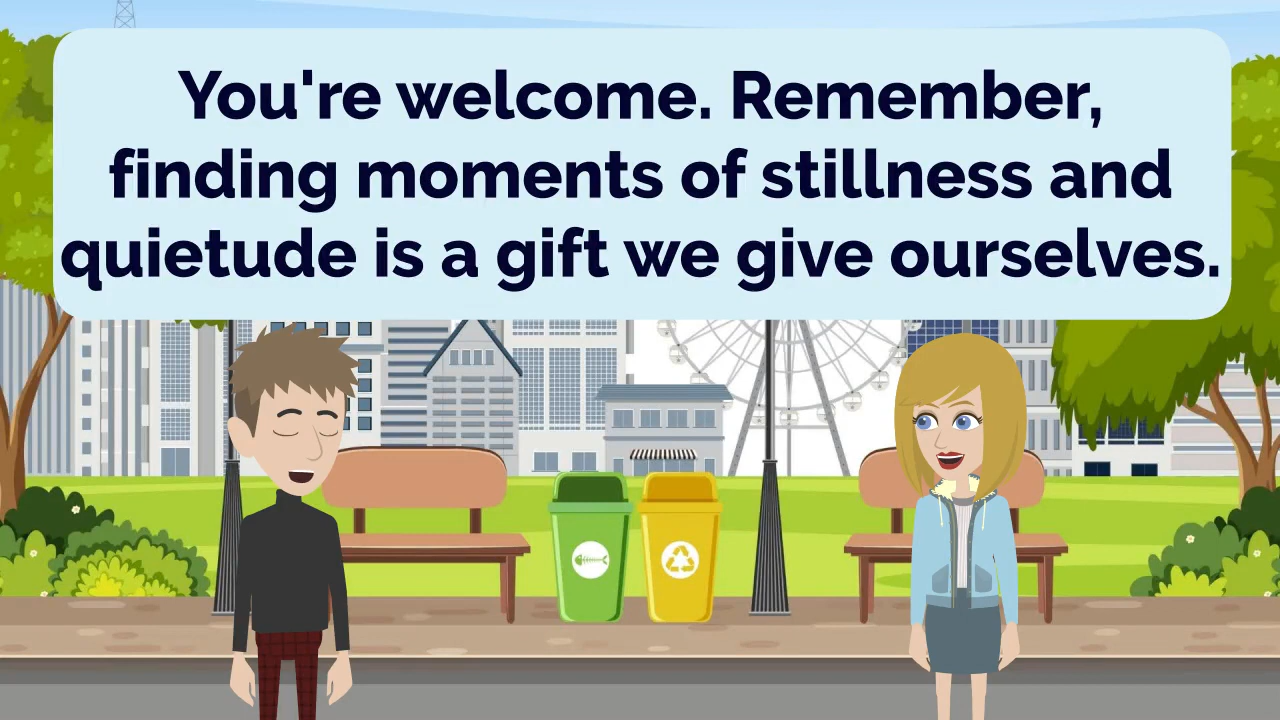 You're welcome. Remember,
finding moments of stillness and
quietude is a gift we give ourselves.